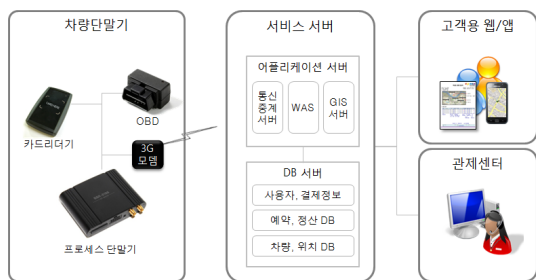 차량단말기
OBD
카드리더기
3G
모뎀
프로세스 단말기
서비스 서버
어플리케이션 서버
통신
중계
서버
WAS
GIS
서버
DB 서버
사용자, 결제정보
예약, 정산 DB
차량, 위치 DB
고객용 웹/앱
관제센터